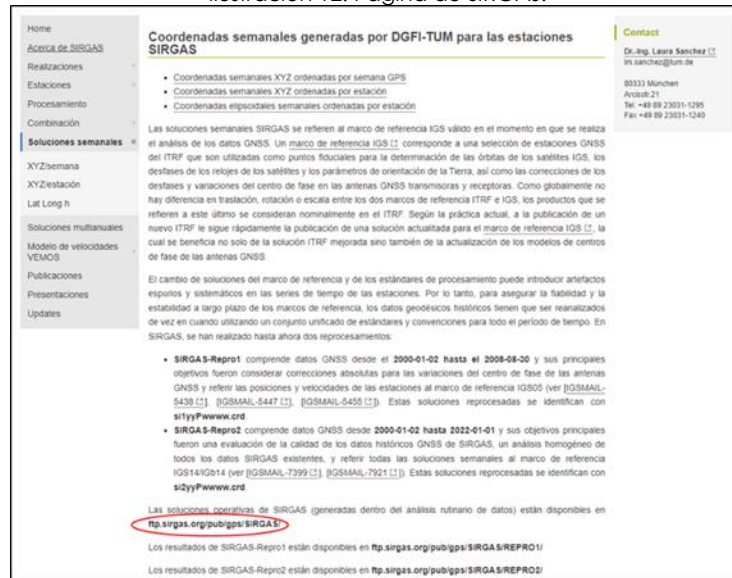 Ilustración 12. Página de SIRGAS.
Home
Acerca de SIRGAS
Realizaciones
Estaciones
Procesamiento
Combinación
Soluciones semanales
XYZ/semana
XYZ/estación
Lat Long h
Soluciones multianuales
Modelo de velocidades
VEMOS
Publicaciones
Presentaciones
Updates
Coordenadas semanales generadas por DGFI-TUM para las estaciones
SIRGAS
• Coordenadas semanales XYZ ordenadas por semana GPS
• Coordenadas semanales XYZ ordenadas por estación
• Coordenadas elipsoidales semanales ordenadas por estación
Las soluciones semanales SIRGAS se refieren al marco de referencia IGS válido en el momento en que se realiza
el análisis de los datos GNSS. Un marco de referencia IGS corresponde a una selección de estaciones GNSS
del ITRF que son utilizadas como puntos fiduciales para la determinación de las órbitas de los satélites IGS, los
desfases de los relojes de los satélites y los parámetros de orientación de la Tierra, así como las correcciones de los
desfases y variaciones del centro de fase en las antenas GNSS transmisoras y receptoras. Como globalmente no
hay diferencia en traslación, rotación o escala entre los dos marcos de referencia ITRF e IGS, los productos que se
refieren a este último se consideran nominalmente en el ITRF. Según la práctica actual, a la publicación de un
nuevo ITRF le sigue rápidamente la publicación de una solución actualizada para el marco de referencia IGS, la
cual se beneficia no solo de la solución ITRF mejorada sino también de la actualización de los modelos de centros
de fase de las antenas GNSS.
El cambio de soluciones del marco de referencia y de los estándares de procesamiento puede introducir artefactos
espurios y sistemáticos en las series de tiempo de las estaciones. Por lo tanto, para asegurar la fiabilidad y la
estabilidad a largo plazo de los marcos de referencia, los datos geodésicos históricos tienen que ser reanalizados
de vez en cuando utilizando un conjunto unificado de estándares y convenciones para todo el período de tiempo. En
SIRGAS, se han realizado hasta ahora dos reprocesamientos:
• SIRGAS-Repro1 comprende datos GNSS desde el 2000-01-02 hasta el 2008-08-30 y sus principales
objetivos fueron considerar correcciones absolutas para las variaciones del centro de fase de las antenas
GNSS y referir las posiciones y velocidades de las estaciones al marco de referencia IGS05 (ver [IGSMAIL-
5438], [IGSMAIL-5447], [IGSMAIL-5455]). Estas soluciones reprocesadas se identifican con
si1yyPwwww.crd.
• SIRGAS-Repro2 comprende datos GNSS desde 2000-01-02 hasta 2022-01-01 y sus objetivos principales
fueron una evaluación de la calidad de los datos históricos GNSS de SIRGAS, un análisis homogéneo de
todos los datos SIRGAS existentes, y referir todas las soluciones semanales al marco de referencia
IGS14/IGb14 (ver [IGSMAIL-7399], [IGSMAIL-7921]). Estas soluciones reprocesadas se identifican con
si2yyPwwww.crd.
Las soluciones operativas de SIRGAS (generadas dentro del análisis rutinario de datos) están disponibles en
ftp.sirgas.org/pub/gps/SIRGAS/
Los resultados de SIRGAS-Repro1 están disponibles en ftp.sirgas.org/pub/gps/SIRGAS/REPRO1/
Los resultados de SIRGAS-Repro2 están disponibles en ftp.sirgas.org/pub/gps/SIRGAS/REPRO2/
Contact
Dr.-Ing. Laura Sanchez
lm.sanchez@tum.de
80333 München
Arcisstr.21
Tel. +49 89 23031-1295
Fax +49 89 23031-1240